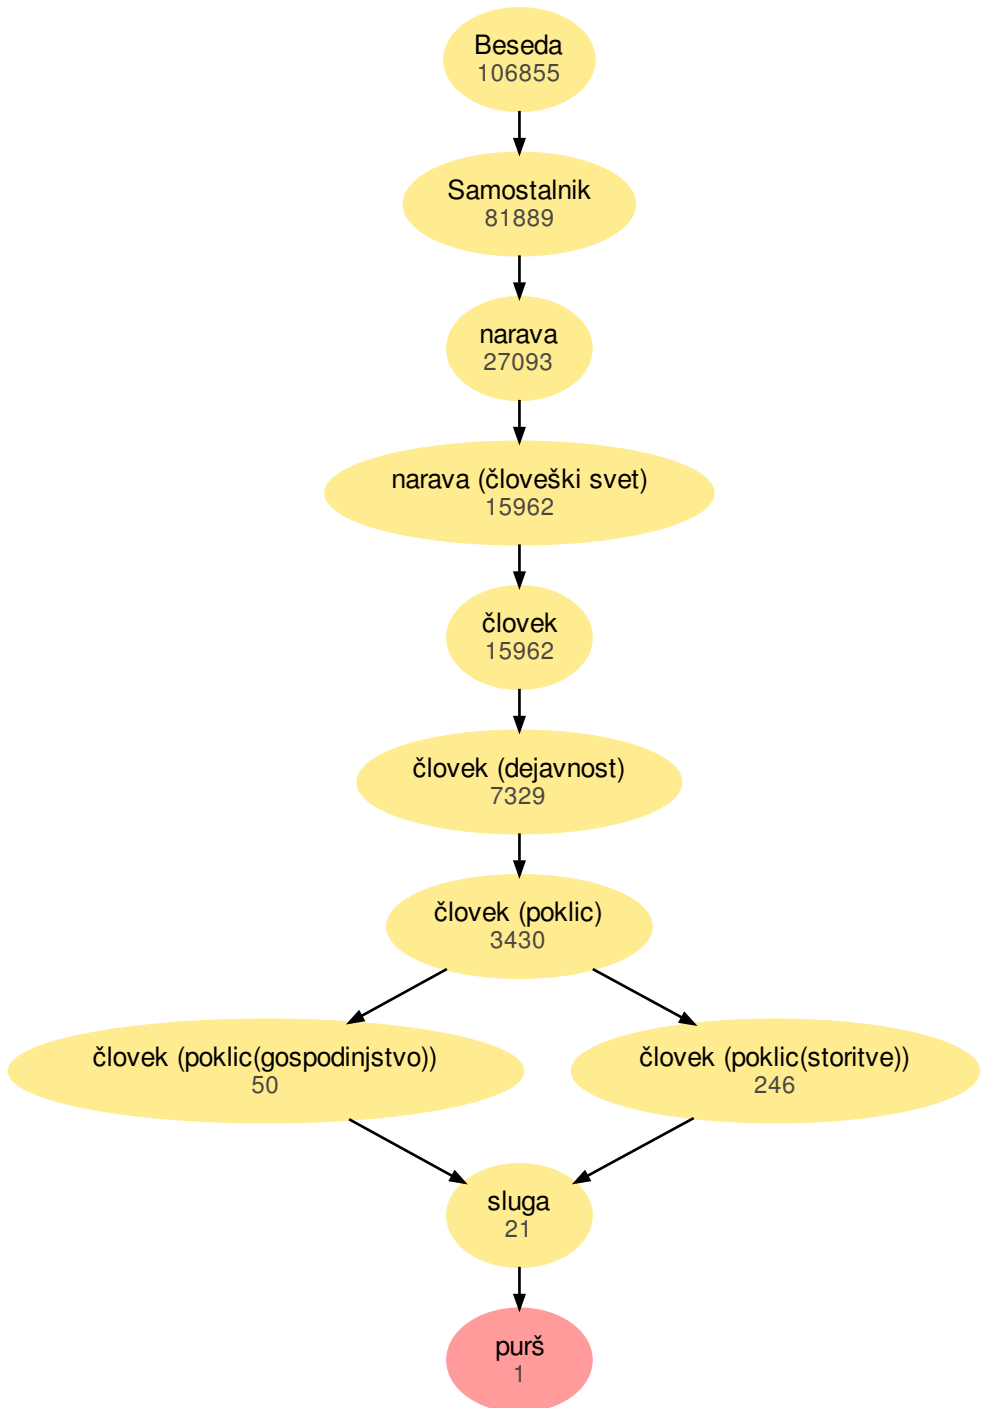 Beseda
106855
Samostalnik
81889
narava
27093
narava (človeški svet)
15962
človek
15962
človek (dejavnost)
7329
človek (poklic)
3430
človek (poklic(gospodinjstvo))
50
človek (poklic(storitve))
246
sluga
21
purš
1